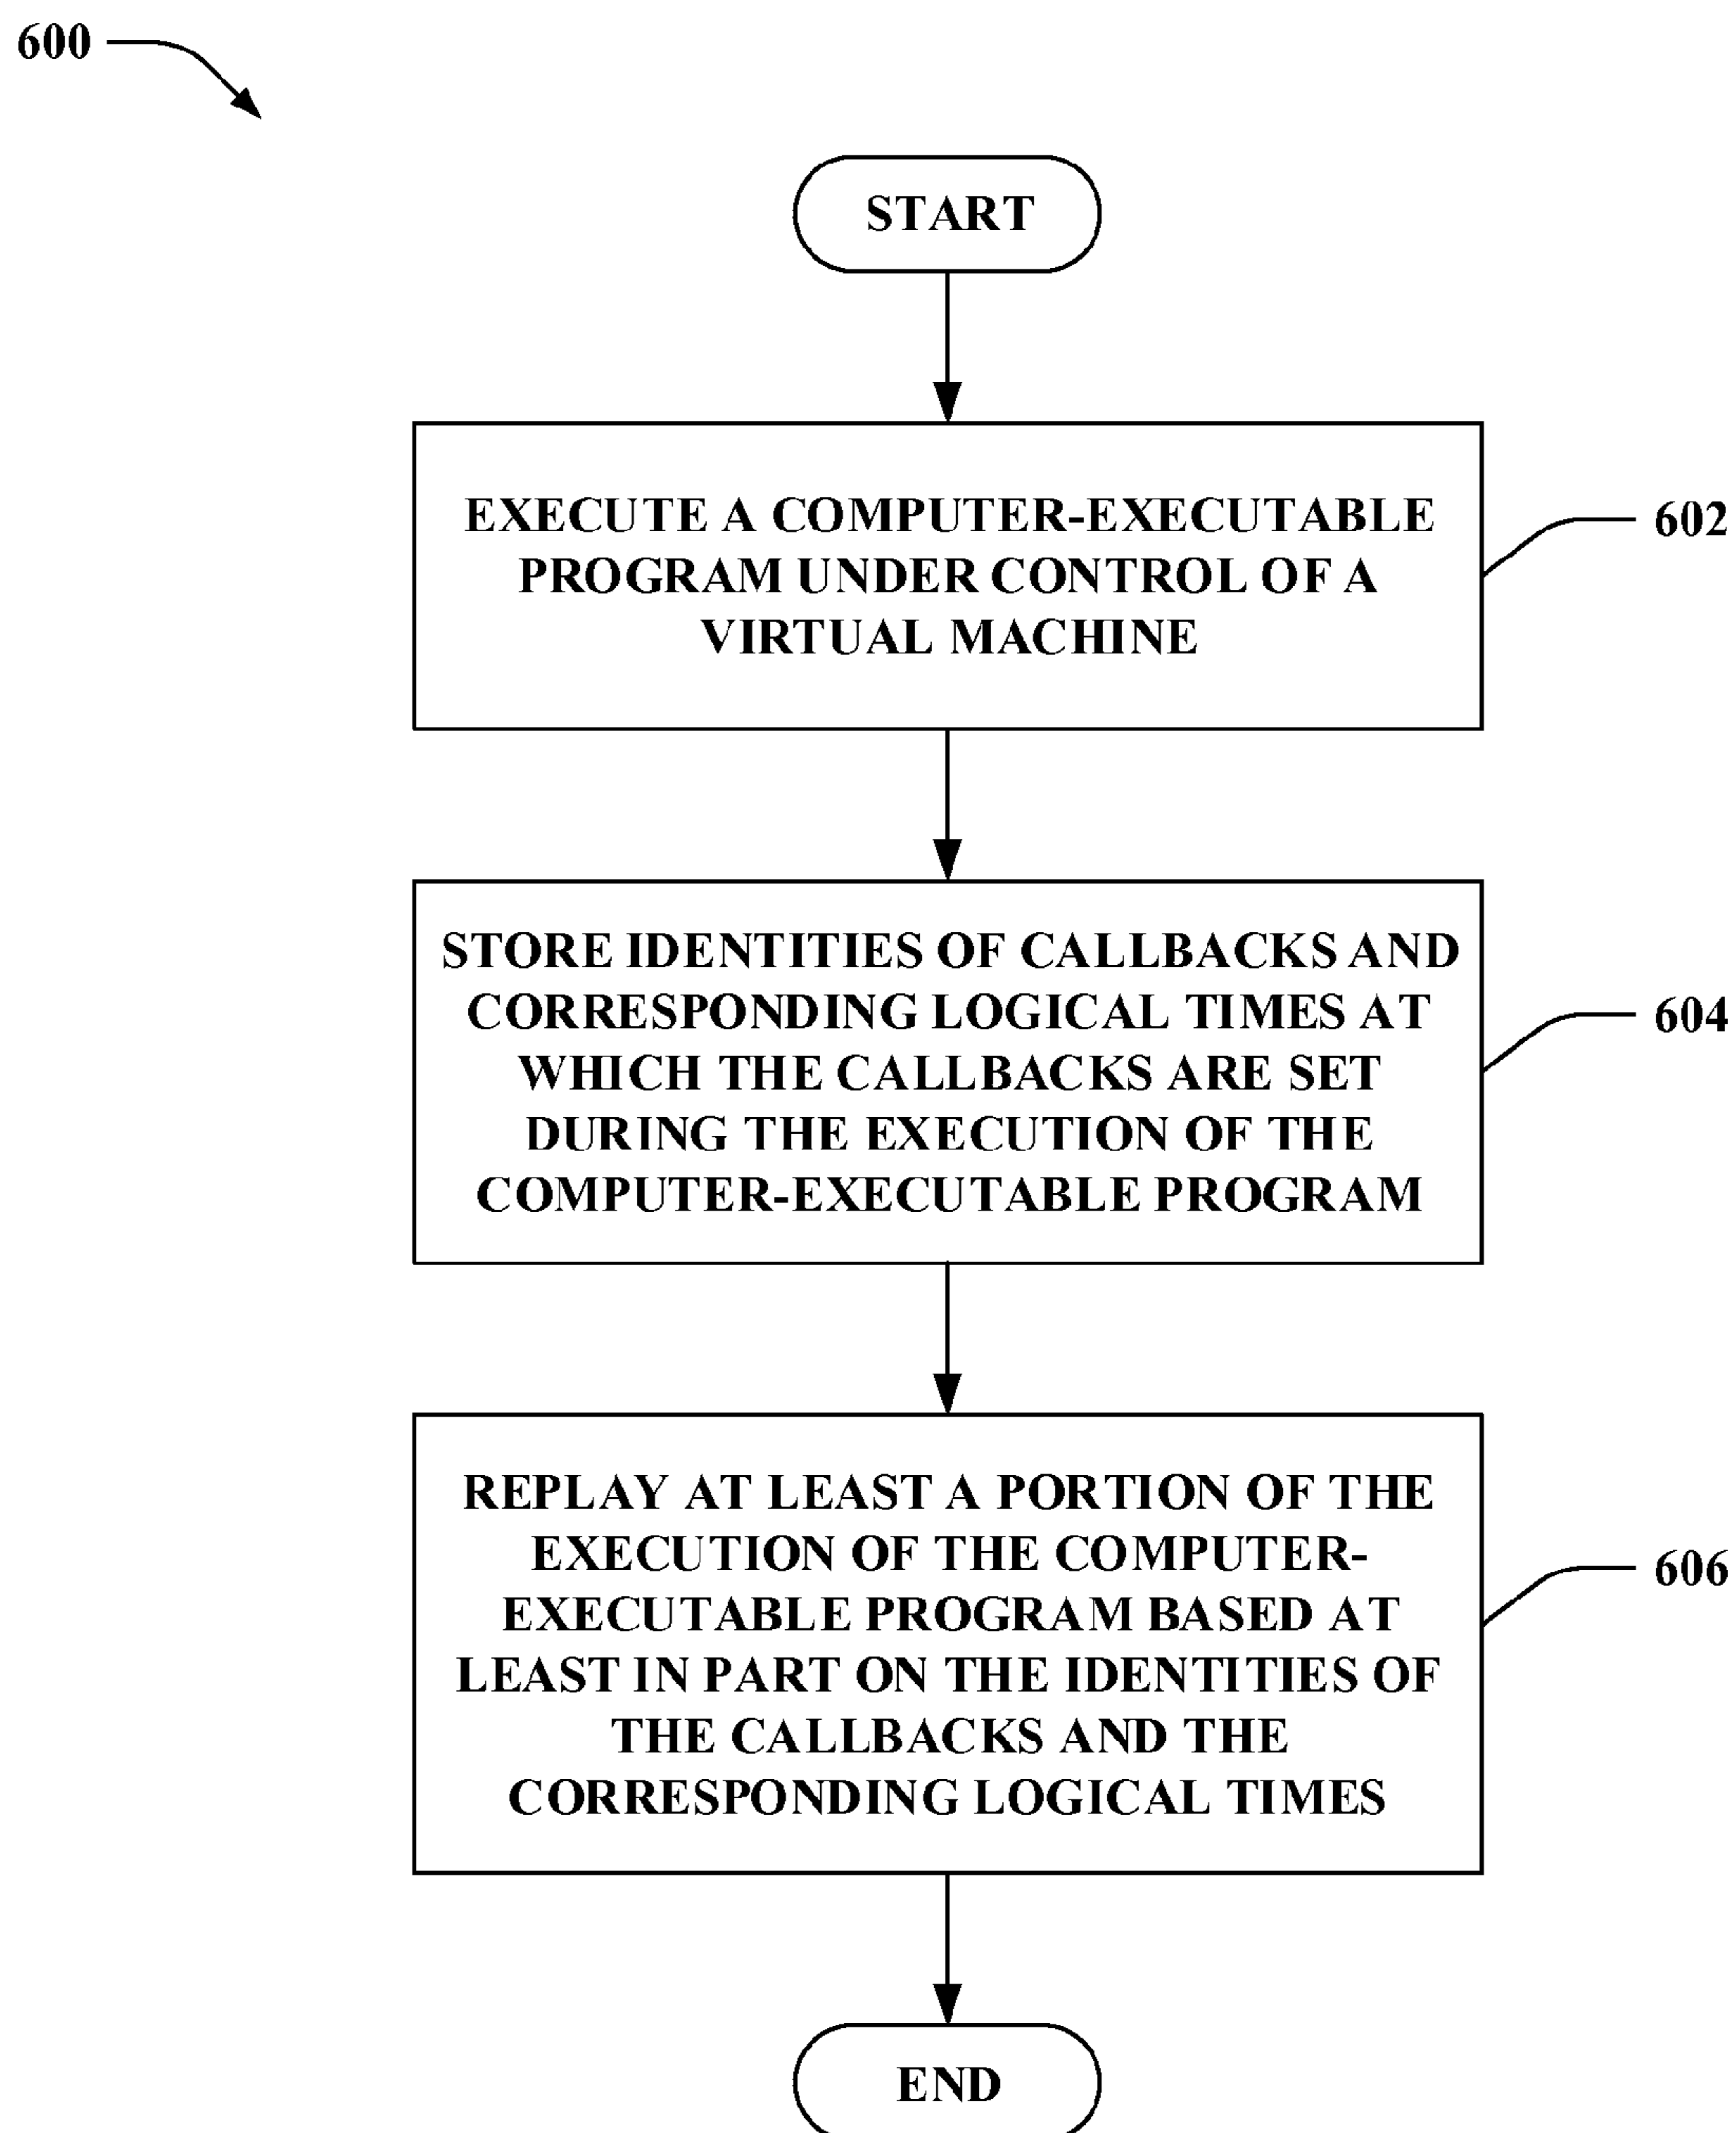 600
START
EXECUTE A COMPUTER-EXECUTABLE
PROGRAM UNDER CONTROL OF A
VIRTUAL MACHINE
602
STORE IDENTITIES OF CALLBACKS AND
CORRESPONDING LOGICAL TIMES AT
WHICH THE CALLBACKS ARE SET
DURING THE EXECUTION OF THE
COMPUTER-EXECUTABLE PROGRAM
604
REPLAY AT LEAST A PORTION OF THE
EXECUTION OF THE COMPUTER-
EXECUTABLE PROGRAM BASED AT
LEAST IN PART ON THE IDENTITIES OF
THE CALLBACKS AND THE
CORRESPONDING LOGICAL TIMES
606
END